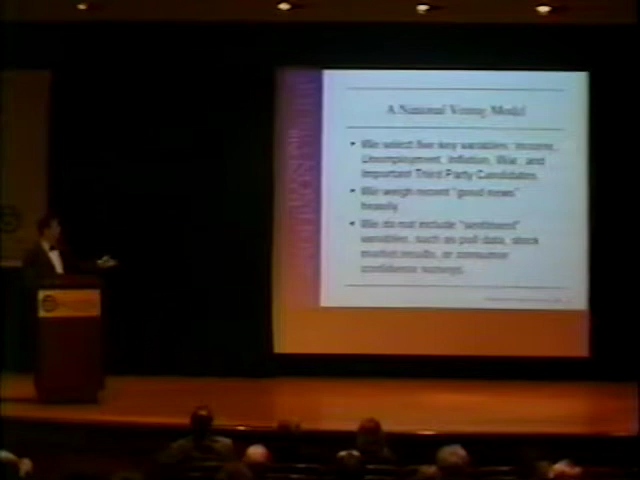 A National Voting Model
• We select five key variables: Income,
Unemployment, Inflation, War, and
Important Third Party Candidates.
• We weigh recent "good news"
heavily
• We do not include "sentiment"
variables, such as poll data, stock
market results, or consumer
confidence surveys.